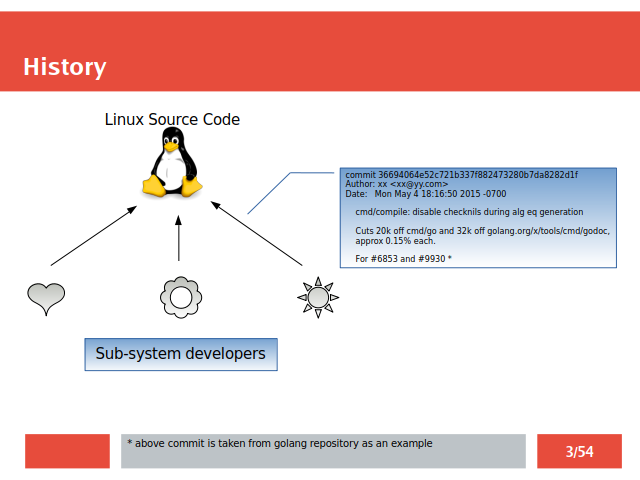 History
Linux Source Code
commit 36694064e52c721b337f882473280b7da8282d1f
Author: xx <xx@yy.com>
Date:   Mon May 4 18:16:50 2015 -0700
cmd/compile: disable checknils during alg eq generation
Cuts 20k off cmd/go and 32k off golang.org/x/tools/cmd/godoc,
approx 0.15% each.
For #6853 and #9930 *
Sub-system developers
* above commit is taken from golang repository as an example
3/54